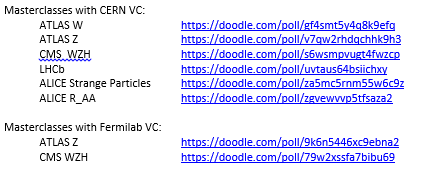 Masterclasses with CERN VC:
ATLAS W https://doodle.com/poll/gf4smt5y4q8k9efq
ATLAS Z https://doodle.com/poll/v7qw2rhdqchhk9h3
CMS_WZH https://doodle.com/poll/s6wsmpvugt4fwzcp
LHCb https://doodle.com/poll/uvtaus64bsiichxy
ALICE Strange Particles https://doodle.com/poll/za5mc5rnm55w6c9z
ALICE R_AA https://doodle.com/poll/zgvewvvp5tfsaza2
Masterclasses with Fermilab VC:
ATLAS Z https://doodle.com/poll/9k6n5446xc9ebna2
CMS WZH https://doodle.com/poll/79w2xssfa7bibu69